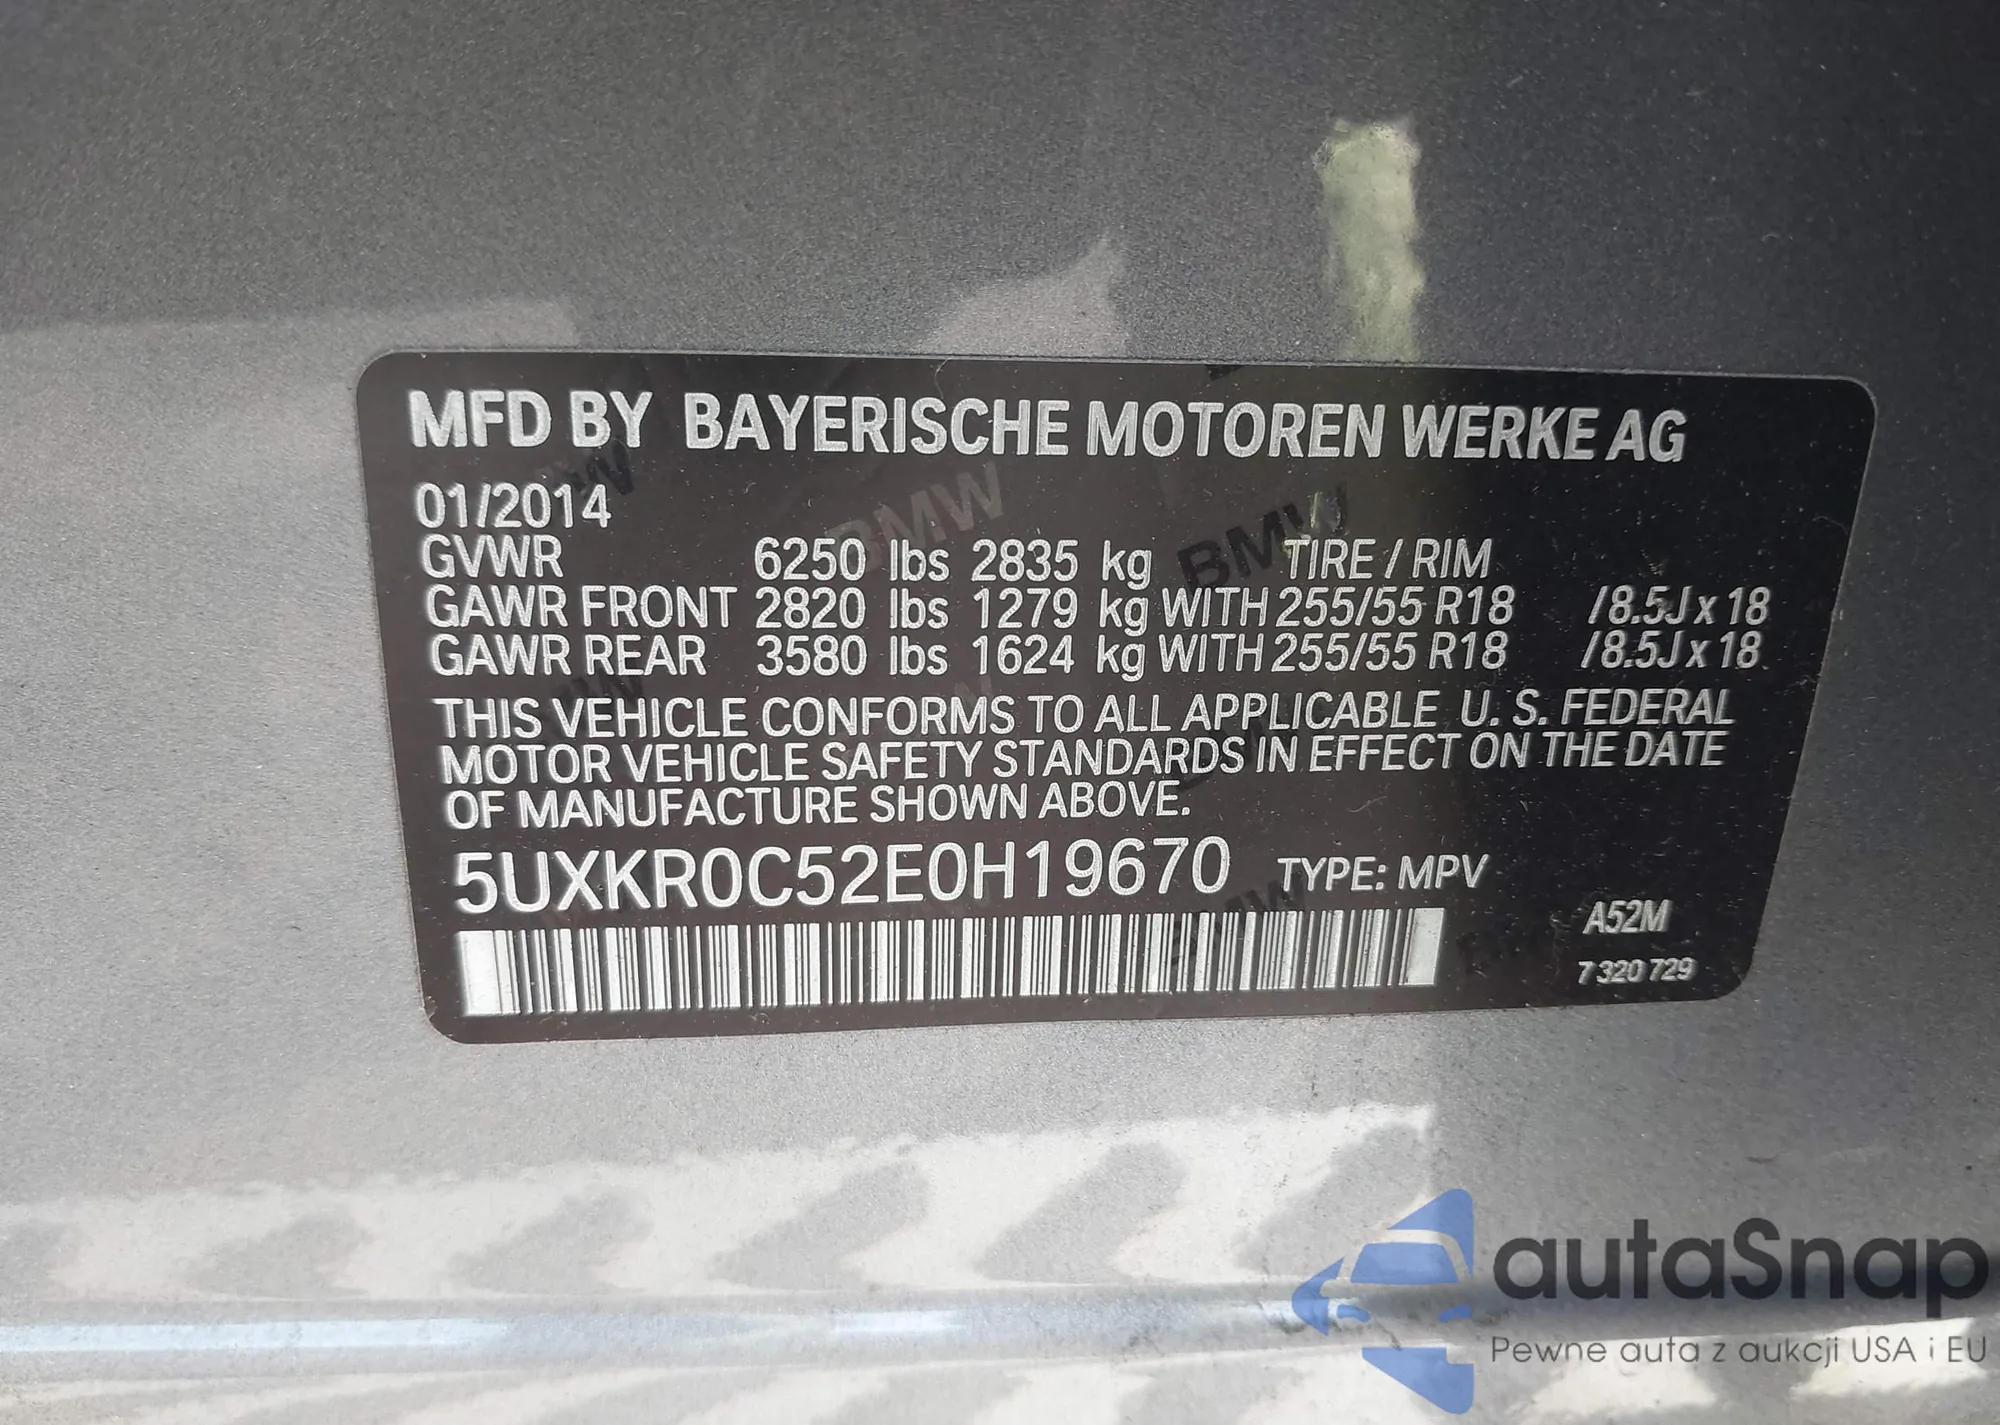 MFD BY BAYERISCHE MOTOREN WERKE AG
01/2014
GVWR 6250 lbs 2835 kg TIRE / RIM
GAWR FRONT 2820 lbs 1279 kg WITH 255/55 R18 /8.5J x 18
GAWR REAR 3580 lbs 1624 kg WITH 255/55 R18 /8.5J x 18
THIS VEHICLE CONFORMS TO ALL APPLICABLE U. S. FEDERAL
MOTOR VEHICLE SAFETY STANDARDS IN EFFECT ON THE DATE
OF MANUFACTURE SHOWN ABOVE.
5UXKR0C52E0H19670 TYPE: MPV
A52M
7 320 729
autaSnap
Pewne auta z aukcji USA i EU